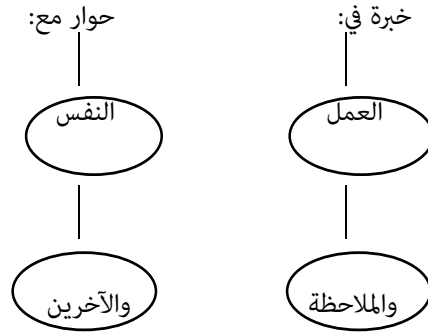 خبرة في:
حوار مع:
العمل
النفس
والملاحظة
والآخرين